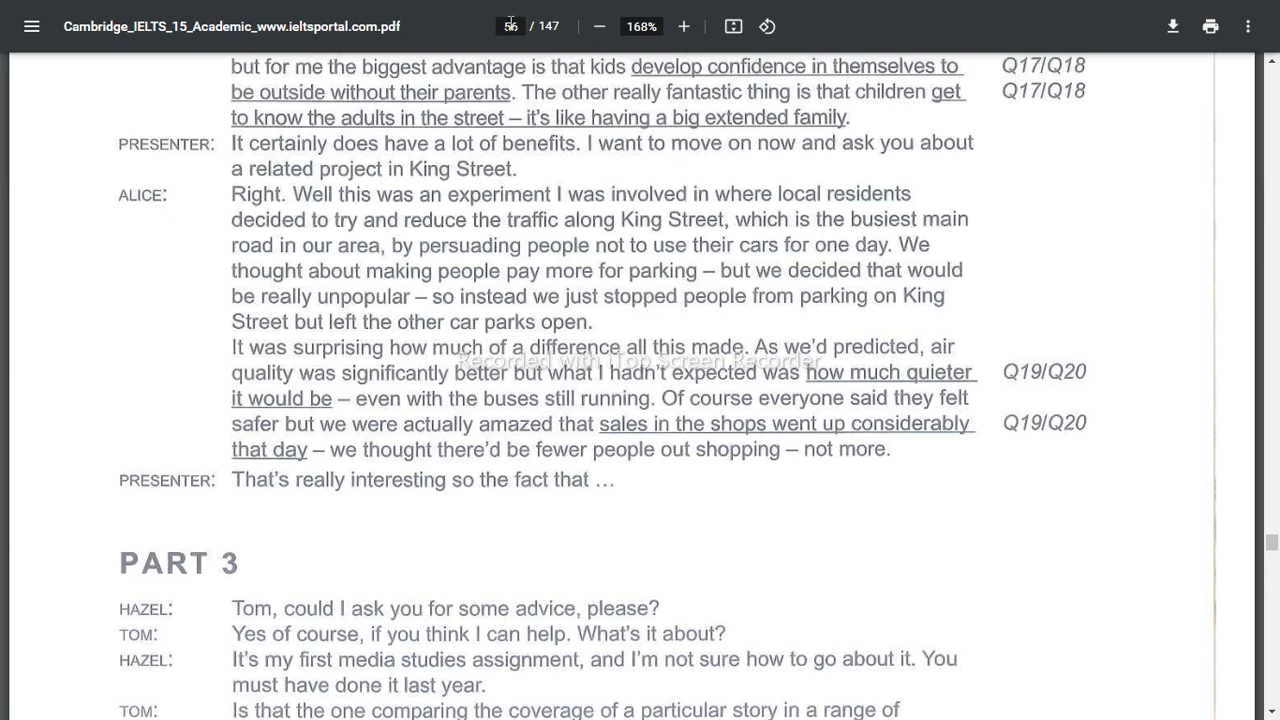 Cambridge_IELTS_15_Academic_www.ieltsportal.com.pdf
56 / 147
168%
but for me the biggest advantage is that kids develop confidence in themselves to Q17/Q18
be outside without their parents. The other really fantastic thing is that children get Q17/Q18
to know the adults in the street – it's like having a big extended family.
PRESENTER: It certainly does have a lot of benefits. I want to move on now and ask you about
a related project in King Street.
ALICE: Right. Well this was an experiment I was involved in where local residents
decided to try and reduce the traffic along King Street, which is the busiest main
road in our area, by persuading people not to use their cars for one day. We
thought about making people pay more for parking – but we decided that would
be really unpopular – so instead we just stopped people from parking on King
Street but left the other car parks open.
It was surprising how much of a difference all this made. As we'd predicted, air
Recorded with iTop Screen Recorder
quality was significantly better but what I hadn't expected was how much quieter Q19/Q20
it would be – even with the buses still running. Of course everyone said they felt
safer but we were actually amazed that sales in the shops went up considerably Q19/Q20
that day – we thought there'd be fewer people out shopping – not more.
PRESENTER: That's really interesting so the fact that …
PART 3
HAZEL: Tom, could I ask you for some advice, please?
TOM: Yes of course, if you think I can help. What's it about?
HAZEL: It's my first media studies assignment, and I'm not sure how to go about it. You
must have done it last year.
TOM: Is that the one comparing the coverage of a particular story in a range of